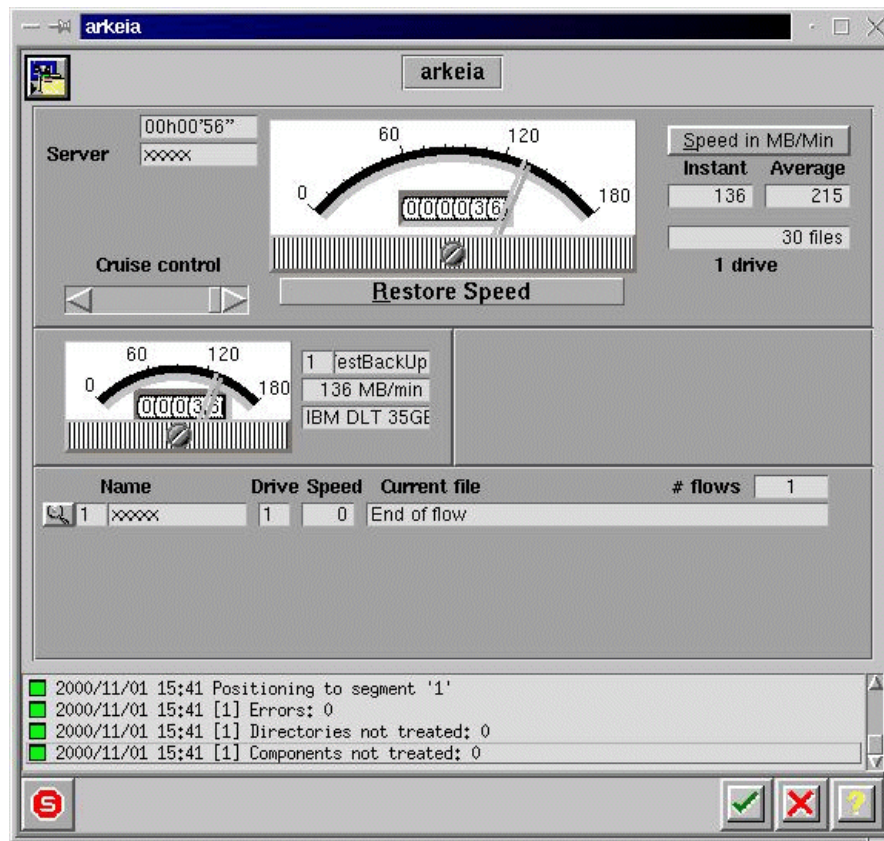 arkeia
arkeia
00h00'56"
Server xxxxx
0 60 120 180
000036
Speed in MB/Min
Instant Average
136 215
30 files
1 drive
Cruise control
Restore Speed
0 60 120 180
00036
1 TestBackUp
136 MB/min
IBM DLT 35GB
Name Drive Speed Current file # flows 1
1 xxxxx 1 0 End of flow
2000/11/01 15:41 Positioning to segment '1'
2000/11/01 15:41 [1] Errors: 0
2000/11/01 15:41 [1] Directories not treated: 0
2000/11/01 15:41 [1] Components not treated: 0
S
?